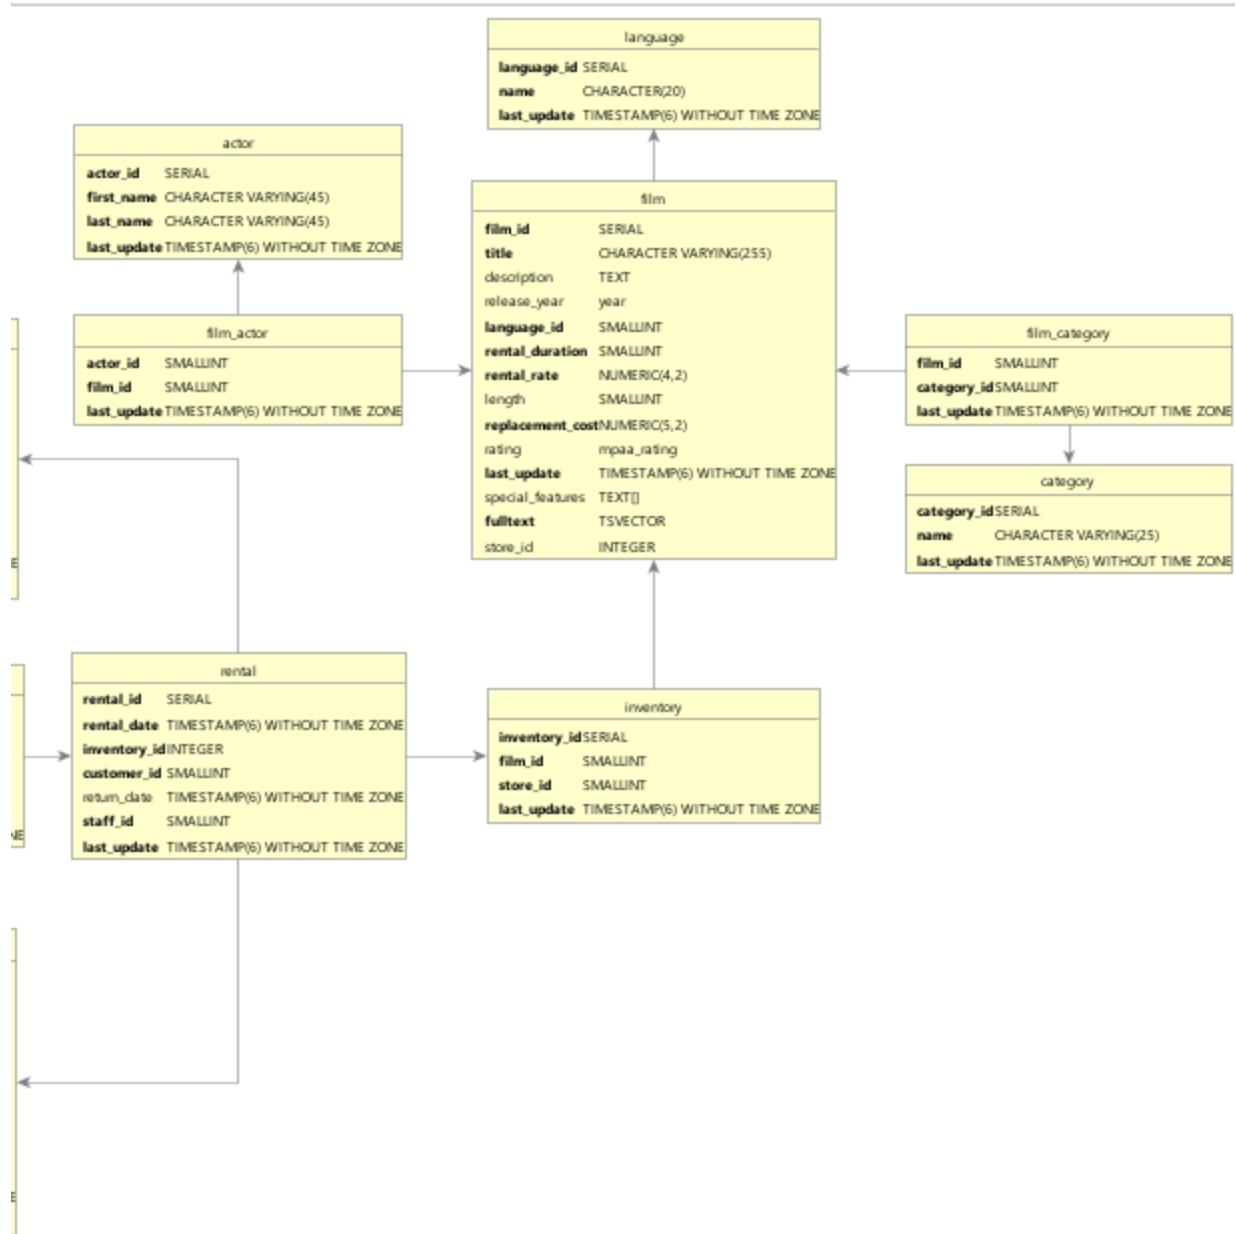 language
language_id SERIAL
name CHARACTER(20)
last_update TIMESTAMP(6) WITHOUT TIME ZONE
actor
actor_id SERIAL
first_name CHARACTER VARYING(45)
last_name CHARACTER VARYING(45)
last_update TIMESTAMP(6) WITHOUT TIME ZONE
film
film_id SERIAL
title CHARACTER VARYING(255)
description TEXT
release_year year
language_id SMALLINT
rental_duration SMALLINT
rental_rate NUMERIC(4,2)
length SMALLINT
replacement_cost NUMERIC(5,2)
rating mpaa_rating
last_update TIMESTAMP(6) WITHOUT TIME ZONE
special_features TEXT[]
fulltext TSVECTOR
store_id INTEGER
film_actor
actor_id SMALLINT
film_id SMALLINT
last_update TIMESTAMP(6) WITHOUT TIME ZONE
film_category
film_id SMALLINT
category_id SMALLINT
last_update TIMESTAMP(6) WITHOUT TIME ZONE
category
category_id SERIAL
name CHARACTER VARYING(25)
last_update TIMESTAMP(6) WITHOUT TIME ZONE
rental
rental_id SERIAL
rental_date TIMESTAMP(6) WITHOUT TIME ZONE
inventory_id INTEGER
customer_id SMALLINT
return_date TIMESTAMP(6) WITHOUT TIME ZONE
staff_id SMALLINT
last_update TIMESTAMP(6) WITHOUT TIME ZONE
inventory
inventory_id SERIAL
film_id SMALLINT
store_id SMALLINT
last_update TIMESTAMP(6) WITHOUT TIME ZONE